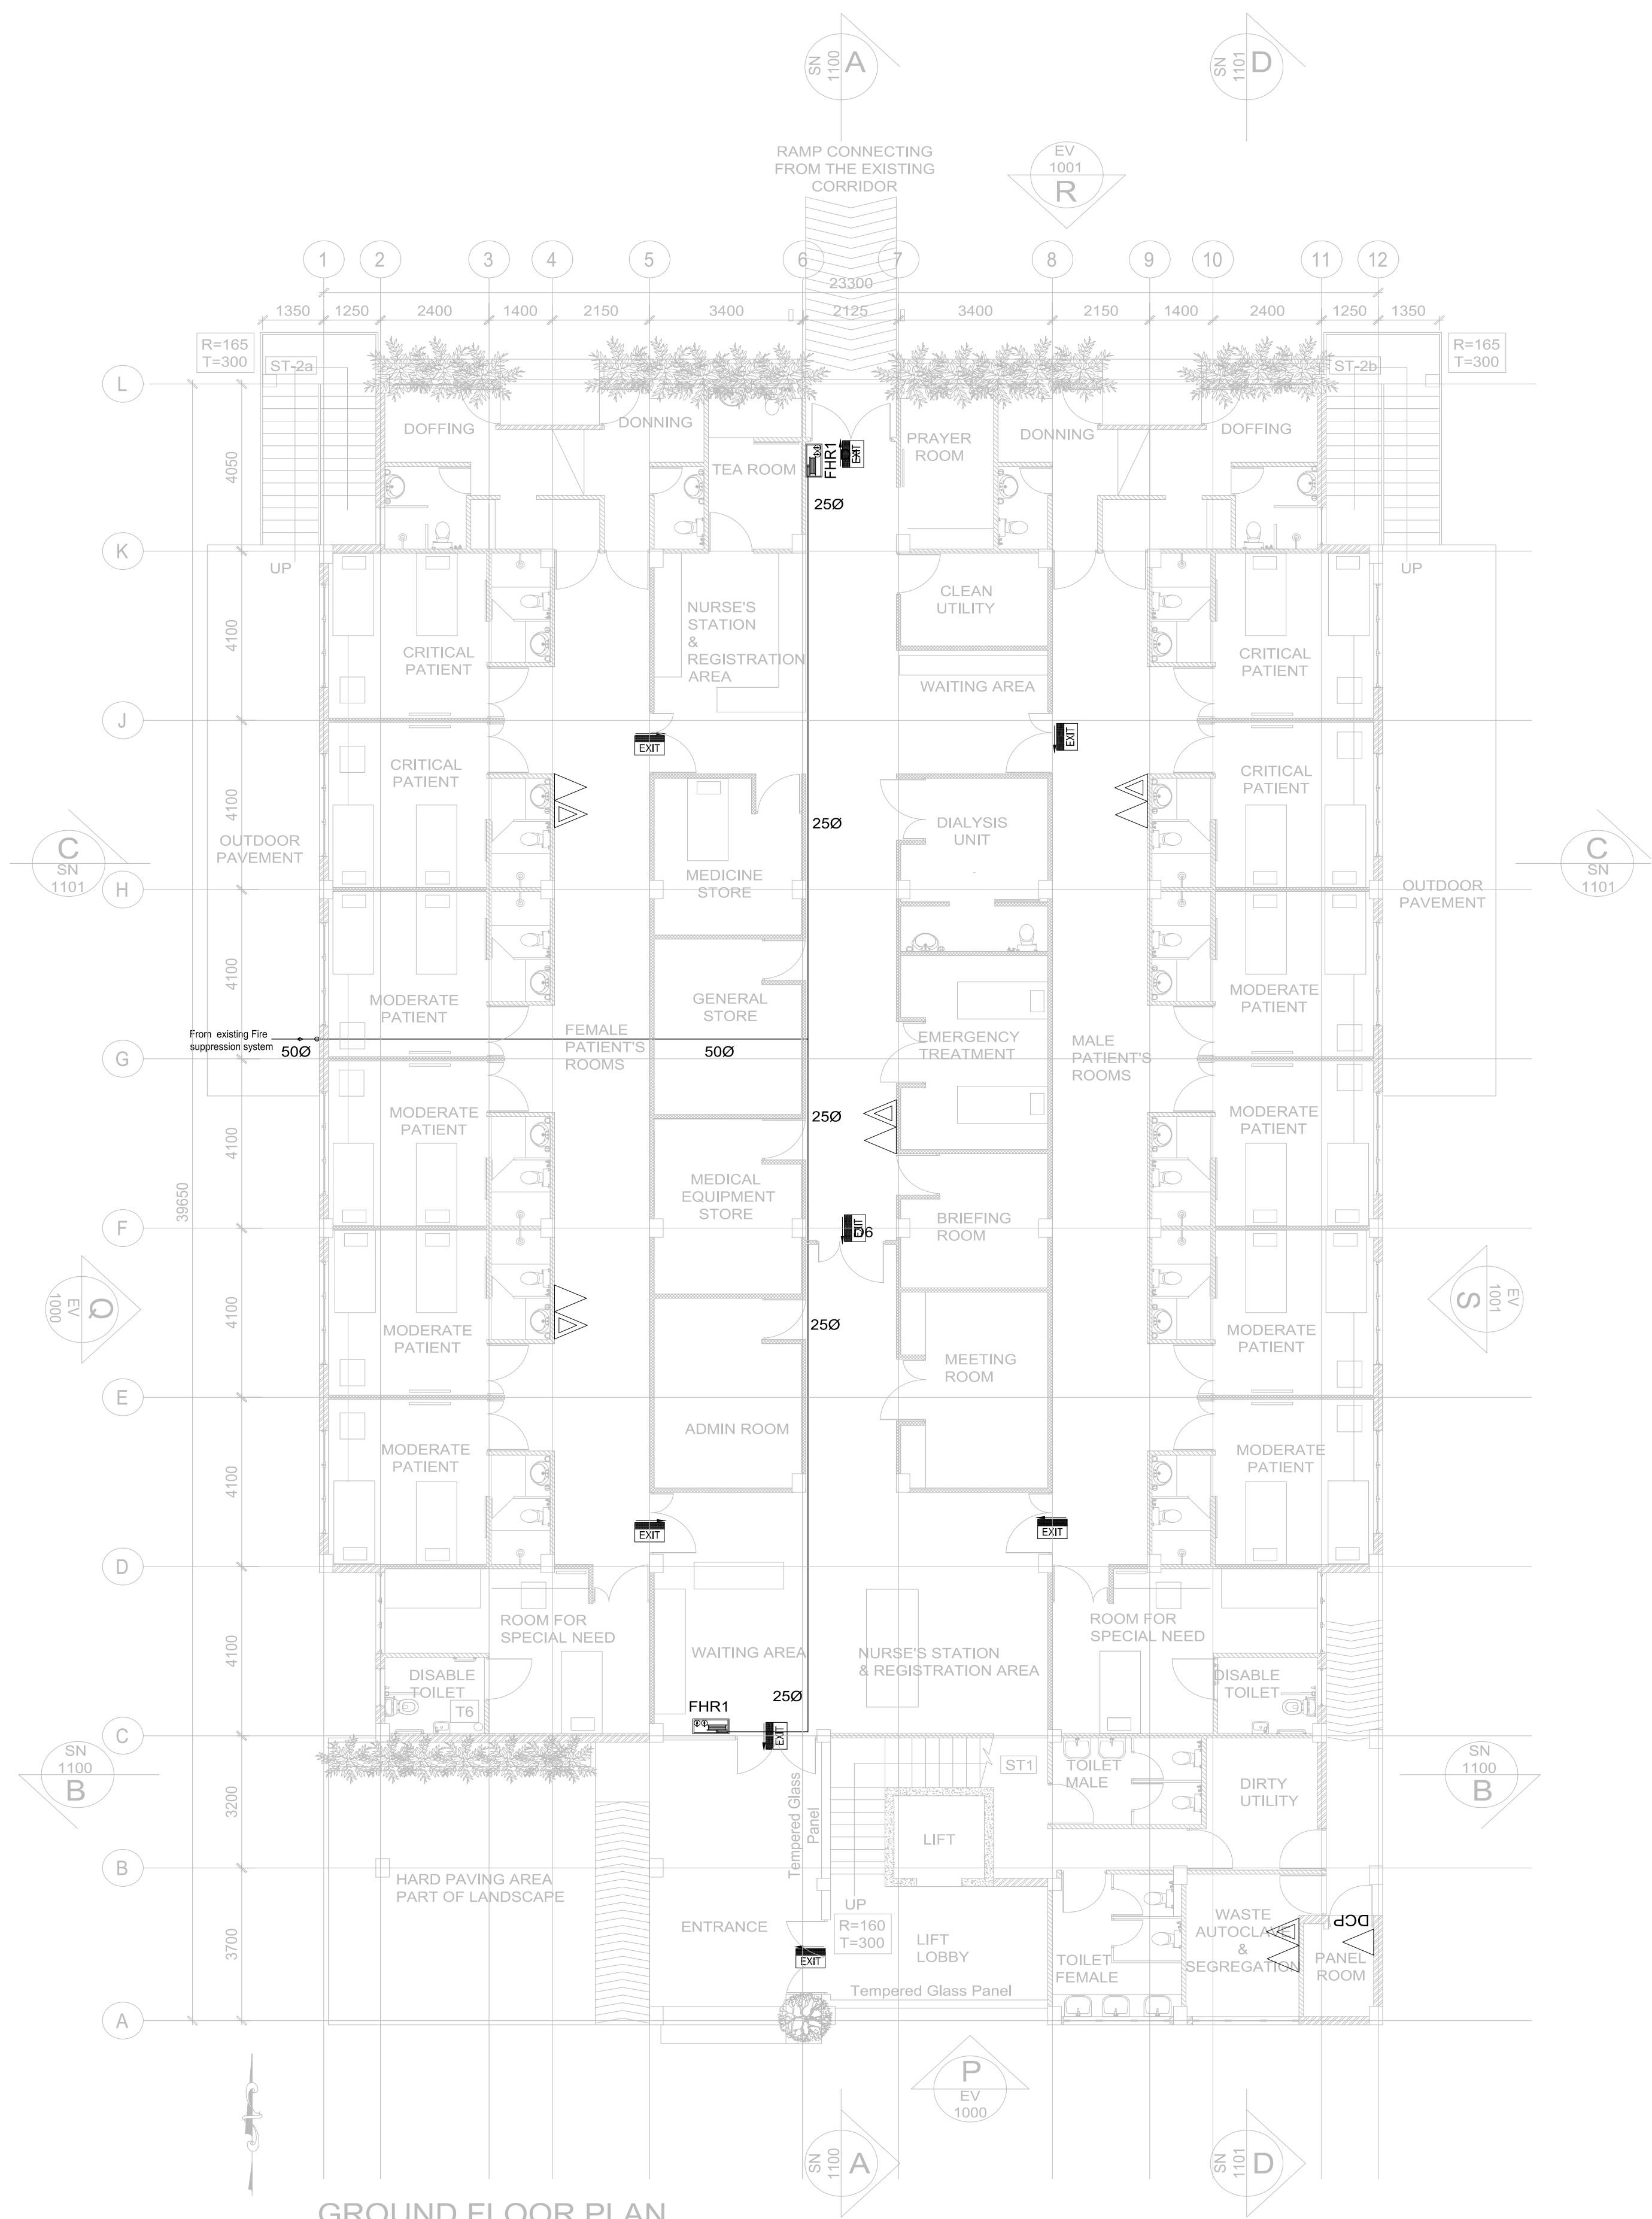 SN
1100
A
SN
1101
D
RAMP CONNECTING
FROM THE EXISTING
CORRIDOR
EV
1001
R
1
2
3
4
5
6
7
8
9
10
11
12
23300
1350
1250
2400
1400
2150
3400
2125
3400
2150
1400
2400
1250
1350
R=165
T=300
ST-2a
ST-2b
R=165
T=300
L
DOFFING
DONNING
TEA ROOM
FHR1
EXIT
PRAYER
ROOM
DONNING
DOFFING
4050
25Ø
K
UP
UP
NURSE'S
STATION
&
REGISTRATION
AREA
CLEAN
UTILITY
4100
CRITICAL
PATIENT
CRITICAL
PATIENT
WAITING AREA
J
EXIT
EXIT
CRITICAL
PATIENT
CRITICAL
PATIENT
4100
25Ø
DIALYSIS
UNIT
OUTDOOR
PAVEMENT
C
SN
1101
C
SN
1101
MEDICINE
STORE
H
OUTDOOR
PAVEMENT
4100
MODERATE
PATIENT
GENERAL
STORE
MODERATE
PATIENT
From existing Fire
suppression system
50Ø
FEMALE
PATIENT'S
ROOMS
50Ø
EMERGENCY
TREATMENT
MALE
PATIENT'S
ROOMS
G
4100
MODERATE
PATIENT
25Ø
MODERATE
PATIENT
39650
MEDICAL
EQUIPMENT
STORE
F
EXIT
D6
BRIEFING
ROOM
Q
EV
1000
S
EV
1001
4100
MODERATE
PATIENT
25Ø
MODERATE
PATIENT
MEETING
ROOM
E
ADMIN ROOM
4100
MODERATE
PATIENT
MODERATE
PATIENT
EXIT
EXIT
D
ROOM FOR
SPECIAL NEED
ROOM FOR
SPECIAL NEED
4100
WAITING AREA
NURSE'S STATION
& REGISTRATION AREA
DISABLE
TOILET
T6
DISABLE
TOILET
25Ø
FHR1
EXIT
C
SN
1100
B
SN
1100
B
ST1
TOILET
MALE
DIRTY
UTILITY
3200
Tempered Glass
Panel
LIFT
B
HARD PAVING AREA
PART OF LANDSCAPE
UP
R=160
T=300
ENTRANCE
EXIT
LIFT
LOBBY
3700
WASTE
AUTOCLAVE
&
SEGREGATION
DCP
PANEL
ROOM
TOILET
FEMALE
Tempered Glass Panel
A
P
EV
1000
SN
1100
A
SN
1101
D
GROUND FLOOR PLAN